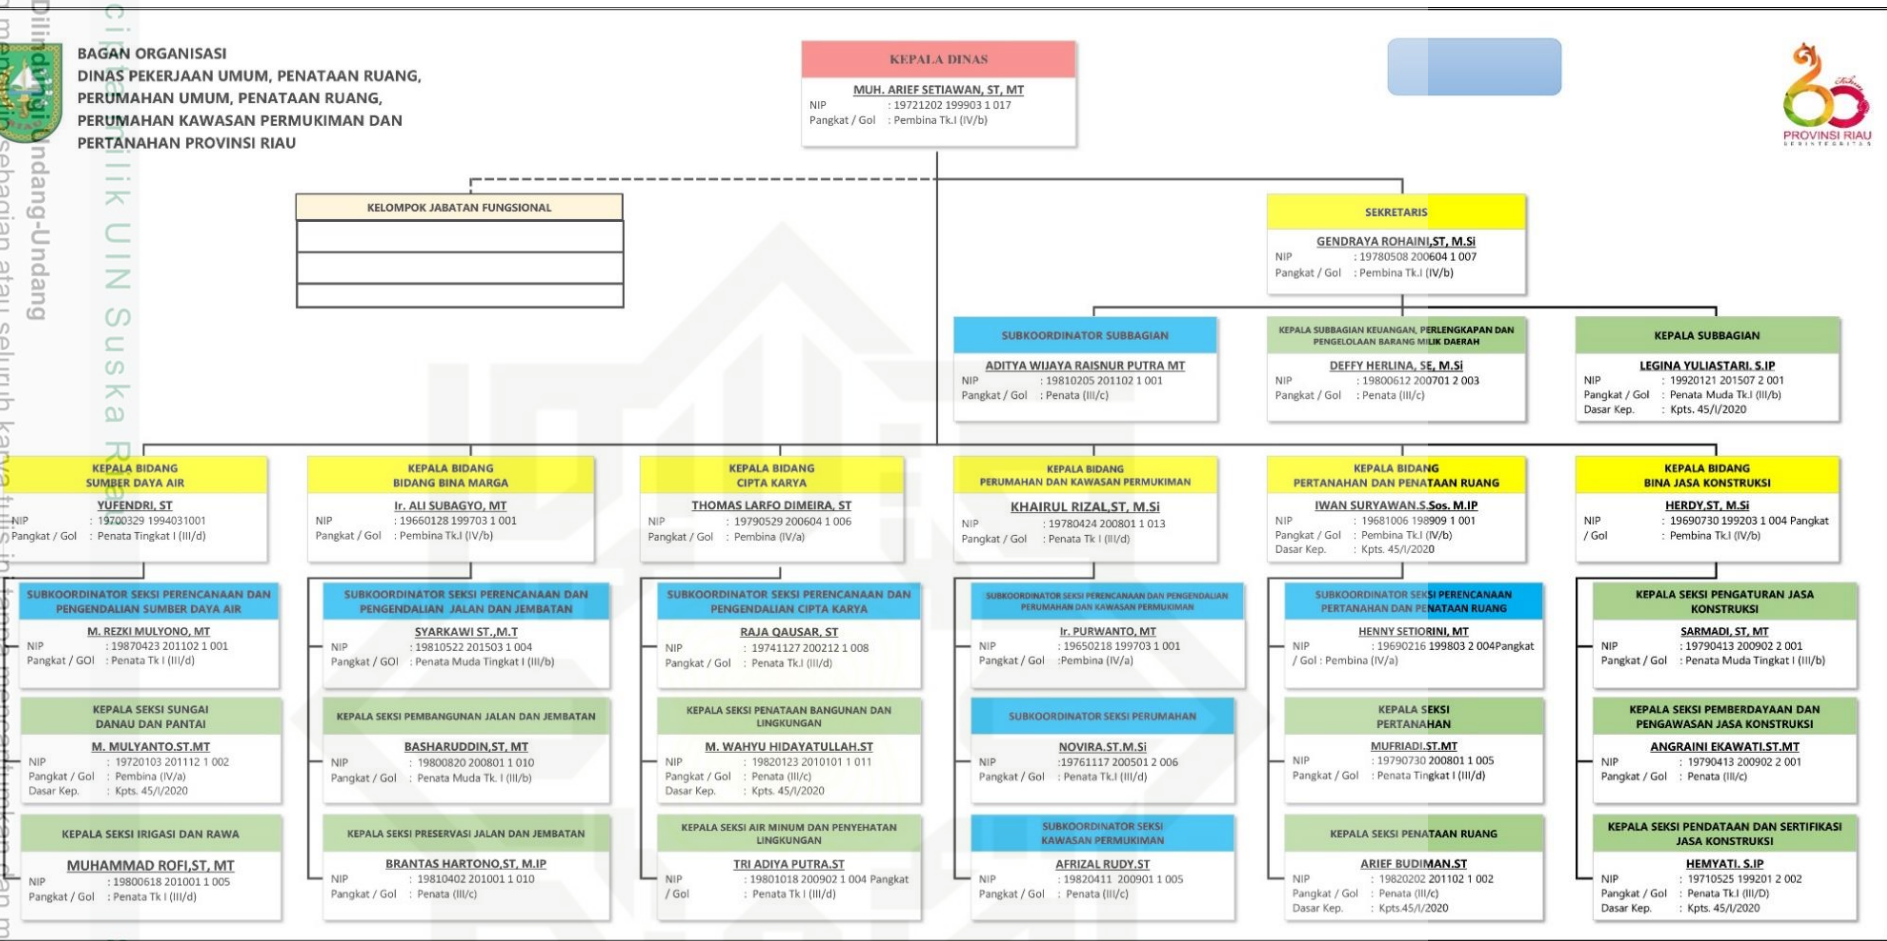 BAGAN ORGANISASI
DINAS PEKERJAAN UMUM, PENATAAN RUANG,
PERUMAHAN UMUM, PENATAAN RUANG,
PERUMAHAN KAWASAN PERMUKIMAN DAN
PERTANAHAN PROVINSI RIAU
RIAU
KEPALA DINAS
MUH. ARIEF SETIAWAN, ST, MT
NIP : 19721202 199903 1 017
Pangkat / Gol : Pembina Tk.I (IV/b)
PROVINSI RIAU
BERINTEGRITAS
KELOMPOK JABATAN FUNGSIONAL
SEKRETARIS
GENDRAYA ROHAINI,ST, M.Si
NIP : 19780508 200604 1 007
Pangkat / Gol : Pembina Tk.I (IV/b)
SUBKOORDINATOR SUBBAGIAN
ADITYA WIJAYA RAISNUR PUTRA MT
NIP : 19810205 201102 1 001
Pangkat / Gol : Penata (III/c)
KEPALA SUBBAGIAN KEUANGAN, PERLENGKAPAN DAN
PENGELOLAAN BARANG MILIK DAERAH
DEFFY HERLINA, SE, M.Si
NIP : 19800612 200701 2 003
Pangkat / Gol : Penata (III/c)
KEPALA SUBBAGIAN
LEGINA YULIASTARI. S.IP
NIP : 19920121 201507 2 001
Pangkat / Gol : Penata Muda Tk.I (III/b)
Dasar Kep. : Kpts. 45/I/2020
KEPALA BIDANG
SUMBER DAYA AIR
YUFENDRI, ST
NIP : 19700329 1994031001
Pangkat / Gol : Penata Tingkat I (III/d)
KEPALA BIDANG
BIDANG BINA MARGA
Ir. ALI SUBAGYO, MT
NIP : 19660128 199703 1 001
Pangkat / Gol : Pembina Tk.I (IV/b)
KEPALA BIDANG
CIPTA KARYA
THOMAS LARFO DIMEIRA, ST
NIP : 19790529 200604 1 006
Pangkat / Gol : Pembina (IV/a)
KEPALA BIDANG
PERUMAHAN DAN KAWASAN PERMUKIMAN
KHAIRUL RIZAL,ST, M.Si
NIP : 19780424 200801 1 013
Pangkat / Gol : Penata Tk I (III/d)
KEPALA BIDANG
PERTANAHAN DAN PENATAAN RUANG
IWAN SURYAWAN.S.Sos. M.IP
NIP : 19681006 198909 1 001
Pangkat / Gol : Pembina Tk.I (IV/b)
Dasar Kep. : Kpts. 45/I/2020
KEPALA BIDANG
BINA JASA KONSTRUKSI
HERDY,ST, M.Si
NIP : 19690730 199203 1 004 Pangkat
/ Gol : Pembina Tk.I (IV/b)
SUBKOORDINATOR SEKSI PERENCANAAN DAN
PENGENDALIAN SUMBER DAYA AIR
M. REZKI MULYONO, MT
NIP : 19870423 201102 1 001
Pangkat / GOl : Penata Tk I (III/d)
SUBKOORDINATOR SEKSI PERENCANAAN DAN
PENGENDALIAN JALAN DAN JEMBATAN
SYARKAWI ST.,M.T
NIP : 19810522 201503 1 004
Pangkat / GOl : Penata Muda Tingkat I (III/b)
SUBKOORDINATOR SEKSI PERENCANAAN DAN
PENGENDALIAN CIPTA KARYA
RAJA QAUSAR, ST
NIP : 19741127 200212 1 008
Pangkat / Gol : Penata Tk.I (III/d)
SUBKOORDINATOR SEKSI PERENCANAAN DAN PENGENDALIAN
PERUMAHAN DAN KAWASAN PERMUKIMAN
Ir. PURWANTO, MT
NIP : 19650218 199703 1 001
Pangkat / Gol :Pembina (IV/a)
SUBKOORDINATOR SEKSI PERENCANAAN
PERTANAHAN DAN PENATAAN RUANG
HENNY SETIORINI, MT
NIP : 19690216 199803 2 004Pangkat
/ Gol : Pembina (IV/a)
KEPALA SEKSI PENGATURAN JASA
KONSTRUKSI
SARMADI, ST, MT
NIP : 19790413 200902 2 001
Pangkat / Gol : Penata Muda Tingkat I (III/b)
KEPALA SEKSI SUNGAI
DANAU DAN PANTAI
M. MULYANTO.ST.MT
NIP : 19720103 201112 1 002
Pangkat / Gol : Pembina (IV/a)
Dasar Kep. : Kpts. 45/I/2020
KEPALA SEKSI PEMBANGUNAN JALAN DAN JEMBATAN
BASHARUDDIN,ST, MT
NIP : 19800820 200801 1 010
Pangkat / Gol : Penata Muda Tk. I (III/b)
KEPALA SEKSI PENATAAN BANGUNAN DAN
LINGKUNGAN
M. WAHYU HIDAYATULLAH.ST
NIP : 19820123 2010101 1 011
Pangkat / Gol : Penata (III/c)
Dasar Kep. : Kpts. 45/I/2020
SUBKOORDINATOR SEKSI PERUMAHAN
NOVIRA.ST.M.Si
NIP :19761117 200501 2 006
Pangkat / Gol : Penata Tk.I (III/d)
KEPALA SEKSI
PERTANAHAN
MUFRIADI.ST.MT
NIP : 19790730 200801 1 005
Pangkat / Gol : Penata Tingkat I (III/d)
KEPALA SEKSI PEMBERDAYAAN DAN
PENGAWASAN JASA KONSTRUKSI
ANGRAINI EKAWATI.ST.MT
NIP : 19790413 200902 2 001
Pangkat / Gol : Penata (III/c)
KEPALA SEKSI IRIGASI DAN RAWA
MUHAMMAD ROFI,ST, MT
NIP : 19800618 201001 1 005
Pangkat / Gol : Penata Tk I (III/d)
KEPALA SEKSI PRESERVASI JALAN DAN JEMBATAN
BRANTAS HARTONO,ST, M.IP
NIP : 19810402 201001 1 010
Pangkat / Gol : Penata (III/c)
KEPALA SEKSI AIR MINUM DAN PENYEHATAN
LINGKUNGAN
TRI ADIYA PUTRA.ST
NIP : 19801018 200902 1 004 Pangkat
/ Gol : Penata Tk I (III/d)
SUBKOORDINATOR SEKSI
KAWASAN PERMUKIMAN
AFRIZAL RUDY.ST
NIP : 19820411 200901 1 005
Pangkat / Gol : Penata (III/c)
KEPALA SEKSI PENATAAN RUANG
ARIEF BUDIMAN.ST
NIP : 19820202 201102 1 002
Pangkat / Gol : Penata (III/c)
Dasar Kep. : Kpts.45/I/2020
KEPALA SEKSI PENDATAAN DAN SERTIFIKASI
JASA KONSTRUKSI
HEMYATI. S.IP
NIP : 19710525 199201 2 002
Pangkat / Gol : Penata Tk.I (III/D)
Dasar Kep. : Kpts. 45/I/2020
cipta milik UIN Suska Riau
Dilindungi Undang-Undang
sebagian atau seluruh karya tulis ini tanpa mencantumkan dan